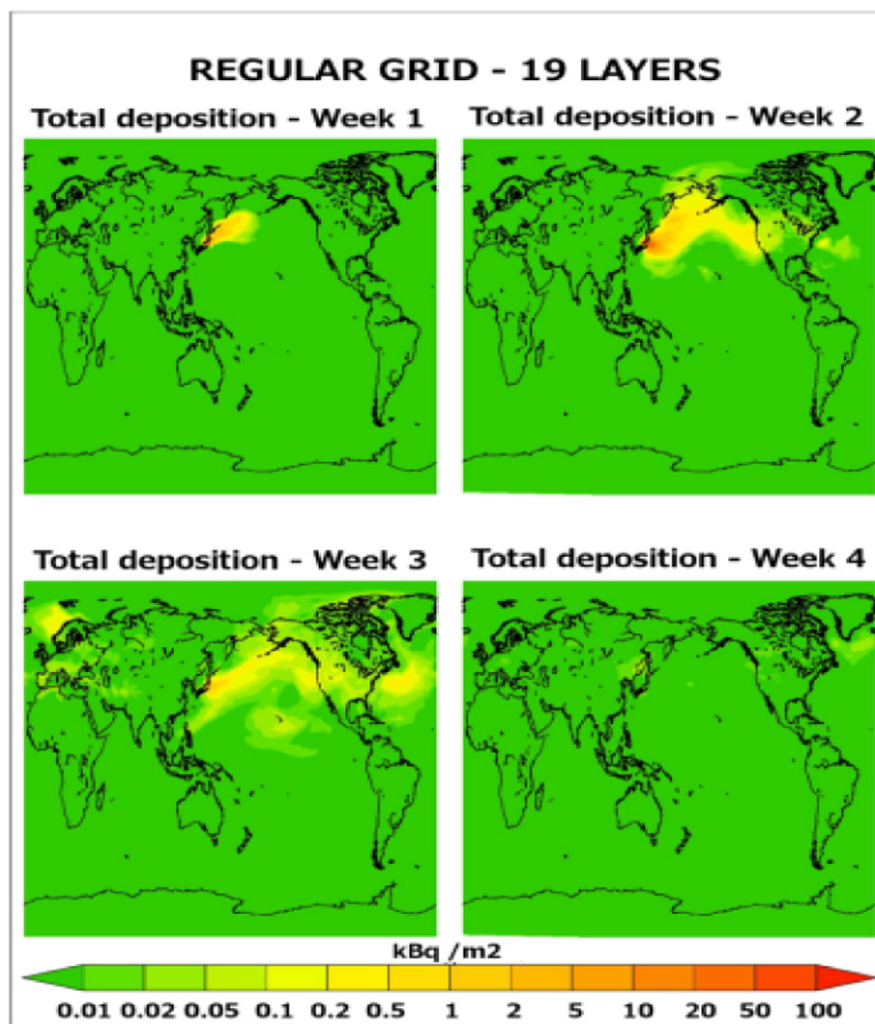 REGULAR GRID - 19 LAYERS
Total deposition - Week 1
Total deposition - Week 2
Total deposition - Week 3
Total deposition - Week 4
kBq /m2
0.01 0.02 0.05 0.1 0.2 0.5 1 2 5 10 20 50 100